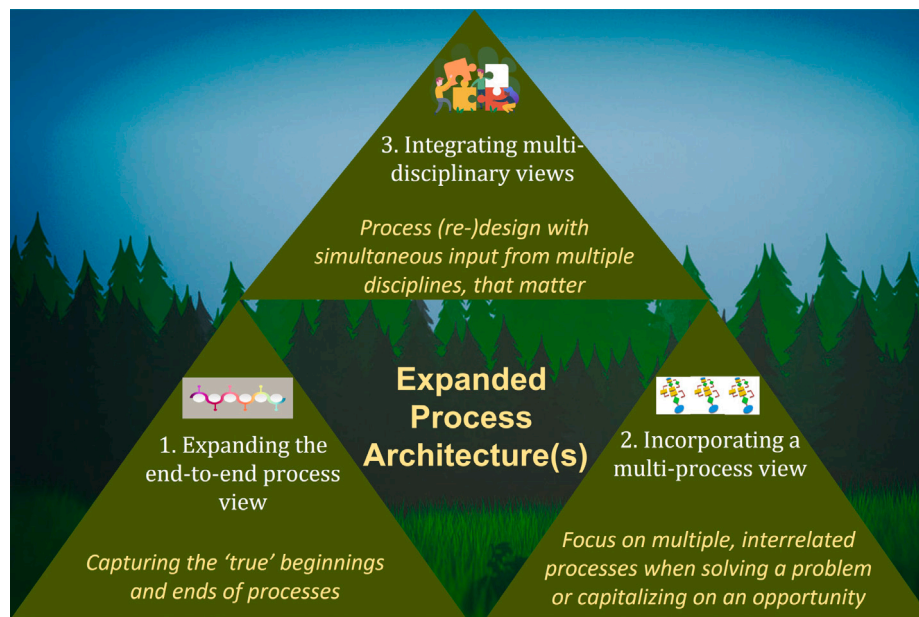 3. Integrating multi-
disciplinary views
Process (re-)design with
simultaneous input from multiple
disciplines, that matter
Expanded
Process
Architecture(s)
1. Expanding the
end-to-end process
view
Capturing the ‘true’ beginnings
and ends of processes
2. Incorporating a
multi-process view
Focus on multiple, interrelated
processes when solving a problem
or capitalizing on an opportunity